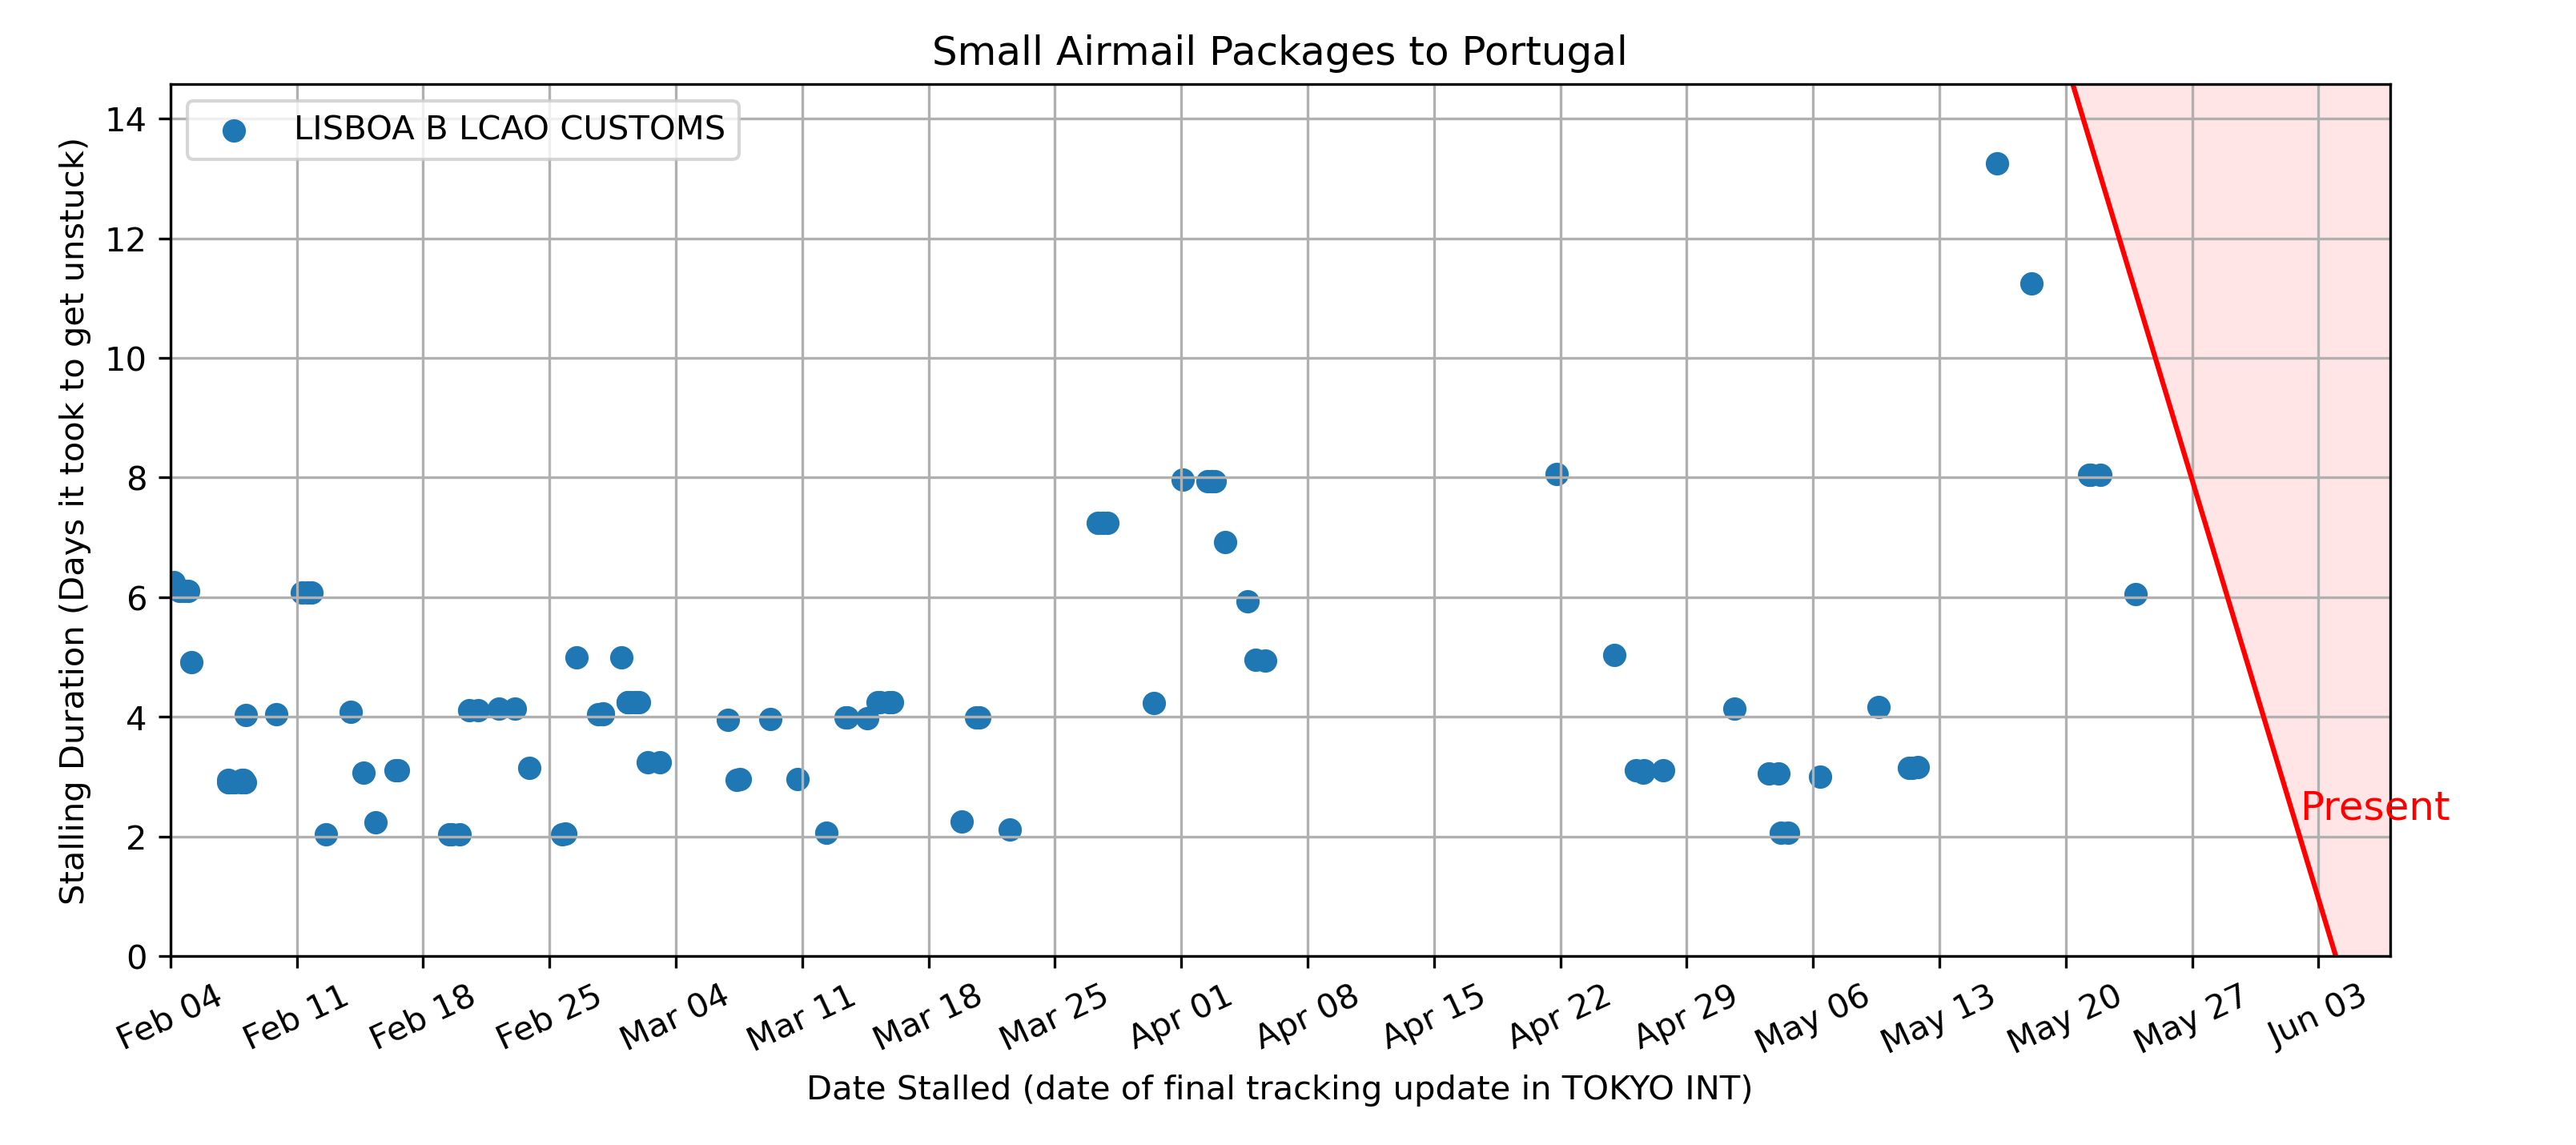 Small Airmail Packages to Portugal
LISBOA B LCAO CUSTOMS
Stalling Duration (Days it took to get unstuck)
14
12
10
8
6
4
2
0
Present
Feb 04
Feb 11
Feb 18
Feb 25
Mar 04
Mar 11
Mar 18
Mar 25
Apr 01
Apr 08
Apr 15
Apr 22
Apr 29
May 06
May 13
May 20
May 27
Jun 03
Date Stalled (date of final tracking update in TOKYO INT)